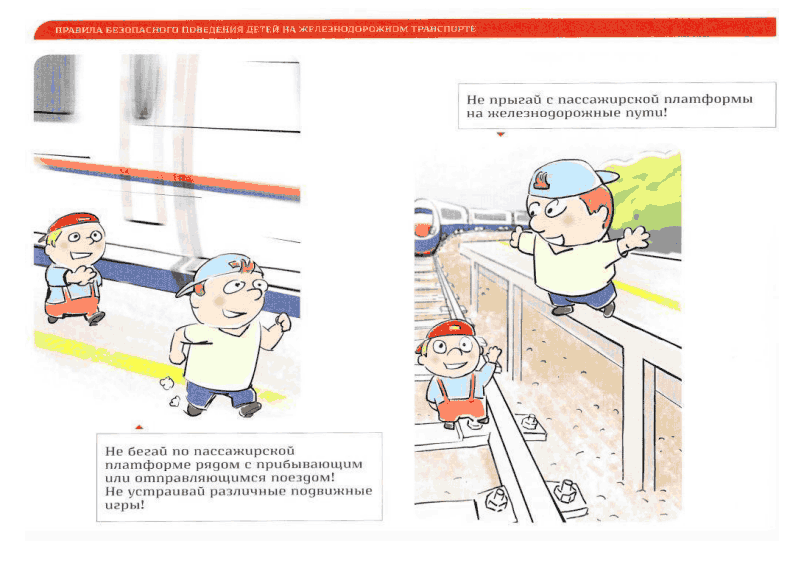 ПРАВИЛА БЕЗОПАСНОГО ПОВЕДЕНИЯ ДЕТЕЙ НА ЖЕЛЕЗНОДОРОЖНОМ ТРАНСПОРТЕ
Не прыгай с пассажирской платформы
на железнодорожные пути!
Не бегай по пассажирской
платформе рядом с прибывающим
или отправляющимся поездом!
Не устраивай различные подвижные
игры!